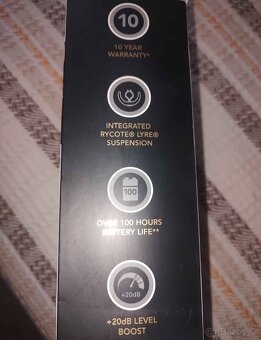 10
10 YEAR
WARRANTY*
INTEGRATED
RYCOTE® LYRE®
SUSPENSION
100
OVER 100 HOURS
BATTERY LIFE**
+20dB
+20dB LEVEL
BOOST